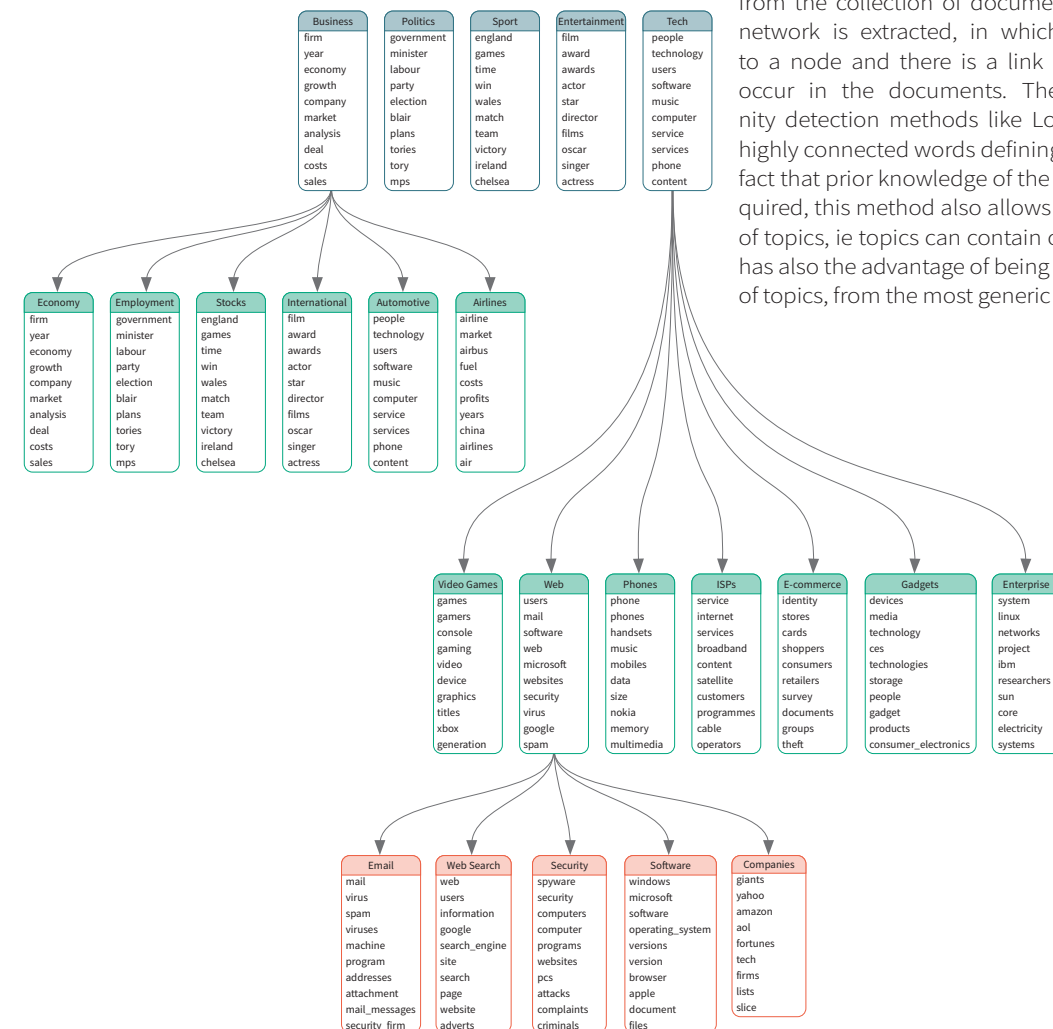 from the collection of docume
network is extracted, in which
to a node and there is a link
occur in the documents. The
nity detection methods like Lo
highly connected words defining
fact that prior knowledge of the
quired, this method also allows
of topics, ie topics can contain
has also the advantage of being
of topics, from the most generic
Business
firm
year
economy
growth
company
market
analysis
deal
costs
sales
Politics
government
minister
labour
party
election
blair
plans
tories
tory
mps
Sport
england
games
time
win
wales
match
team
victory
ireland
chelsea
Entertainment
film
award
awards
actor
star
director
films
oscar
singer
actress
Tech
people
technology
users
software
music
computer
service
services
phone
content
Economy
firm
year
economy
growth
company
market
analysis
deal
costs
sales
Employment
government
minister
labour
party
election
blair
plans
tories
tory
mps
Stocks
england
games
time
win
wales
match
team
victory
ireland
chelsea
International
film
award
awards
actor
star
director
films
oscar
singer
actress
Automotive
people
technology
users
software
music
computer
service
services
phone
content
Airlines
airline
market
airbus
fuel
costs
profits
years
china
airlines
air
Video Games
games
gamers
console
gaming
video
device
graphics
titles
xbox
generation
Web
users
mail
software
web
microsoft
websites
security
virus
google
spam
Phones
phone
phones
handsets
music
mobiles
data
size
nokia
memory
multimedia
ISPs
service
internet
services
broadband
content
satellite
customers
programmes
cable
operators
E-commerce
identity
stores
cards
shoppers
consumers
retailers
survey
documents
groups
theft
Gadgets
devices
media
technology
ces
technologies
storage
people
gadget
products
consumer_electronics
Enterprise
system
linux
networks
project
ibm
researchers
sun
core
electricity
systems
Email
mail
virus
spam
viruses
machine
program
addresses
attachment
mail_messages
security_firm
Web Search
web
users
information
google
search_engine
site
search
page
website
adverts
Security
spyware
security
computers
computer
programs
websites
pcs
attacks
complaints
criminals
Software
windows
microsoft
software
operating_system
versions
version
browser
apple
document
files
Companies
giants
yahoo
amazon
aol
fortunes
tech
firms
lists
slice